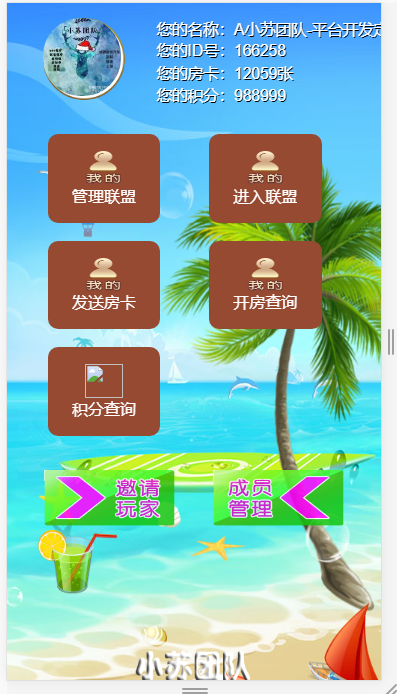 小苏团队
您的名称：A小苏团队-平台开发定
您的ID号：166258
您的房卡：12059张
您的积分：988999
我的
管理联盟
我的
进入联盟
我的
发送房卡
我的
开房查询
积分查询
邀请
玩家
成员
管理
小苏团队